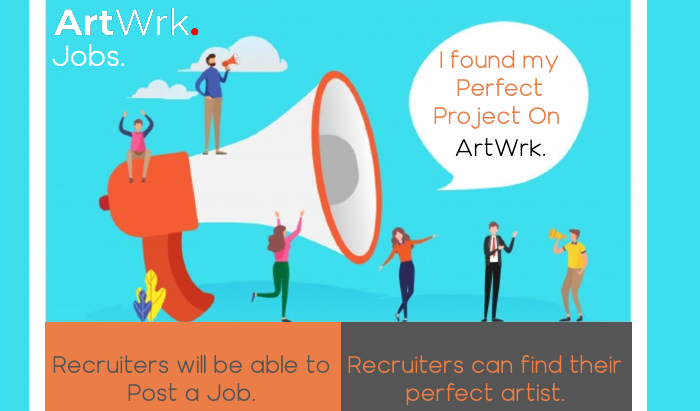 ArtWrk.
Jobs.
I found my
Perfect
Project On
ArtWrk.
Recruiters will be able to
Post a Job.
Recruiters can find their
perfect artist.